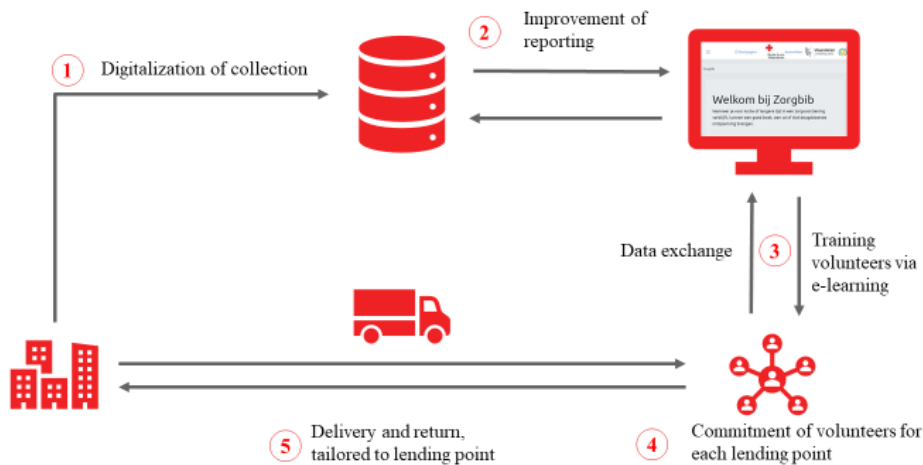 1
Digitalization of collection
2
Improvement of
reporting
Vlaanderen
Welkom bij Zorgbib
Data exchange
3
Training
volunteers via
e-learning
5
Delivery and return,
tailored to lending point
4
Commitment of volunteers for
each lending point